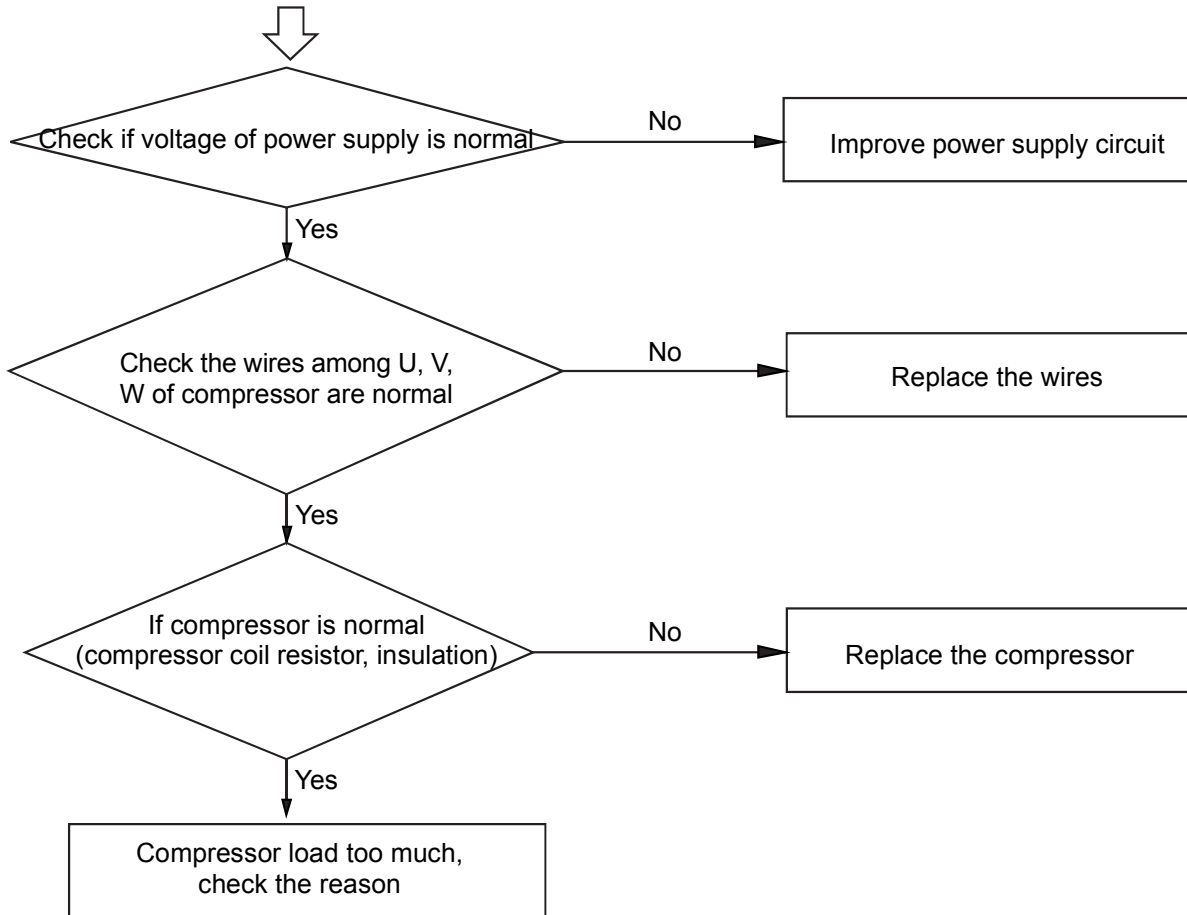 Check if voltage of power supply is normal
No
Improve power supply circuit
Yes
Check the wires among U, V,
W of compressor are normal
No
Replace the wires
Yes
If compressor is normal
(compressor coil resistor, insulation)
No
Replace the compressor
Yes
Compressor load too much,
check the reason